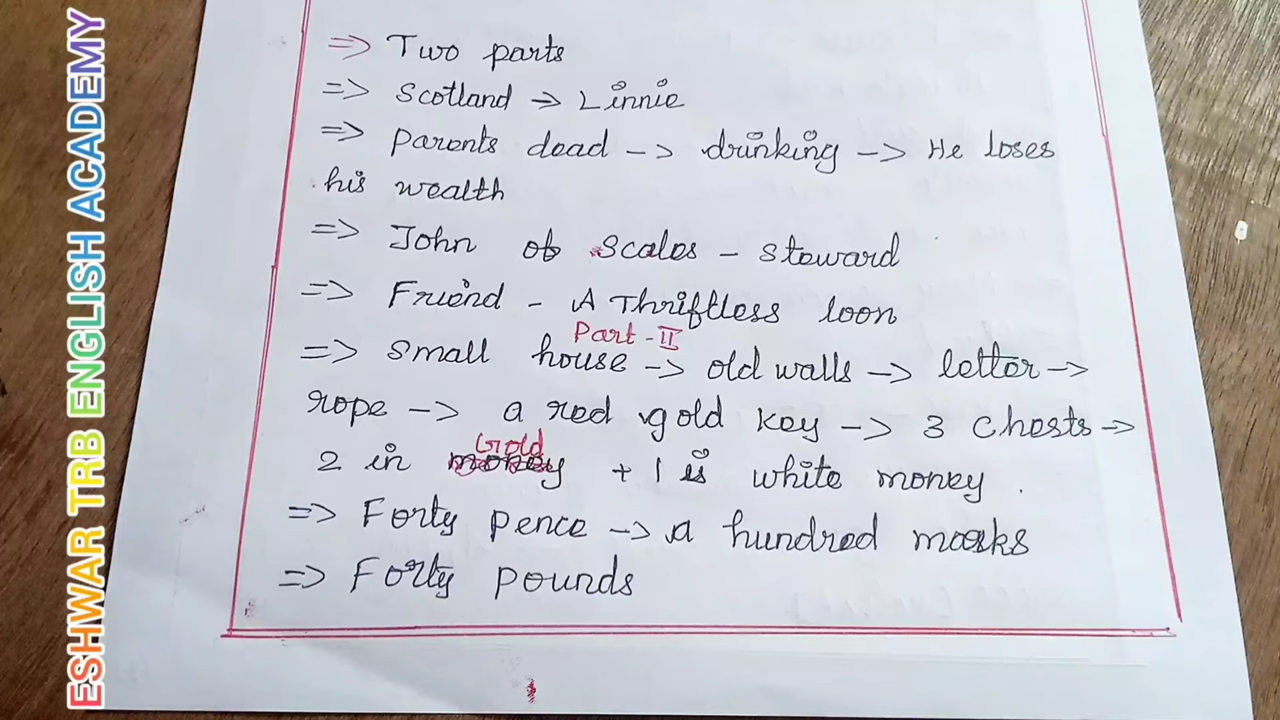 ESHWAR TRB ENGLISH ACADEMY
=> Two parts
=> Scotland -> Linnie
=> Parents dead -> drinking -> He loses
his wealth
=> John of Scales - Steward
=> Friend - A Thriftless loon
Part - II
=> Small house -> old walls -> letter ->
rope -> a red gold key -> 3 Chests ->
Gold
2 in money + 1 is white money.
=> Forty pence -> a hundred marks
=> Forty pounds